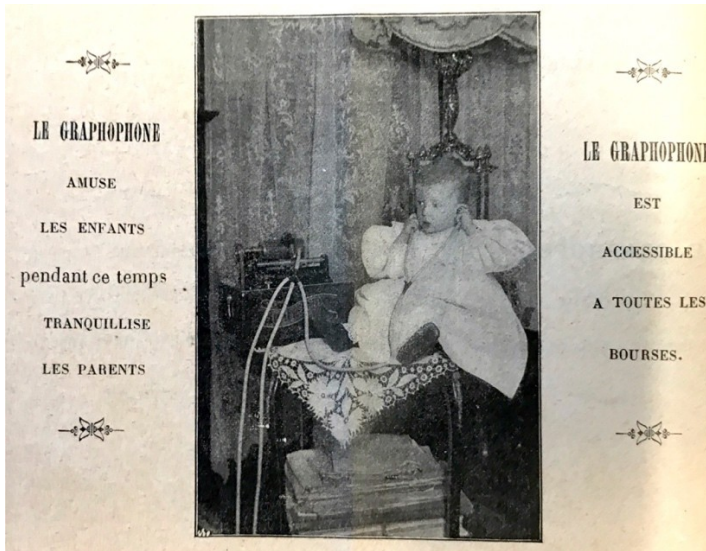 LE GRAPHOPHONE
AMUSE
LES ENFANTS
pendant ce temps
TRANQUILLISE
LES PARENTS
LE GRAPHOPHONE
EST
ACCESSIBLE
A TOUTES LES
BOURSES.